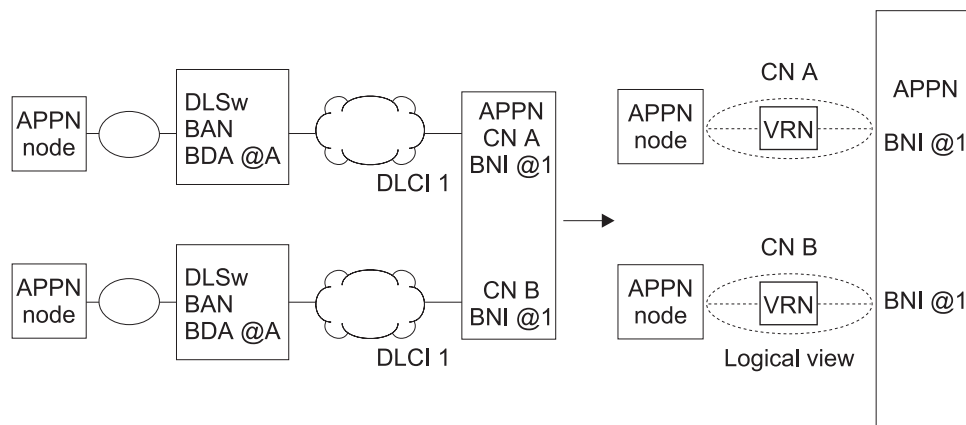 APPN
node
DLSw
BAN
BDA @A
DLCI 1
APPN
CN A
BNI @1
APPN
node
DLSw
BAN
BDA @A
DLCI 1
CN B
BNI @1
CN A
APPN
node
VRN
APPN
BNI @1
CN B
APPN
node
VRN
BNI @1
Logical view